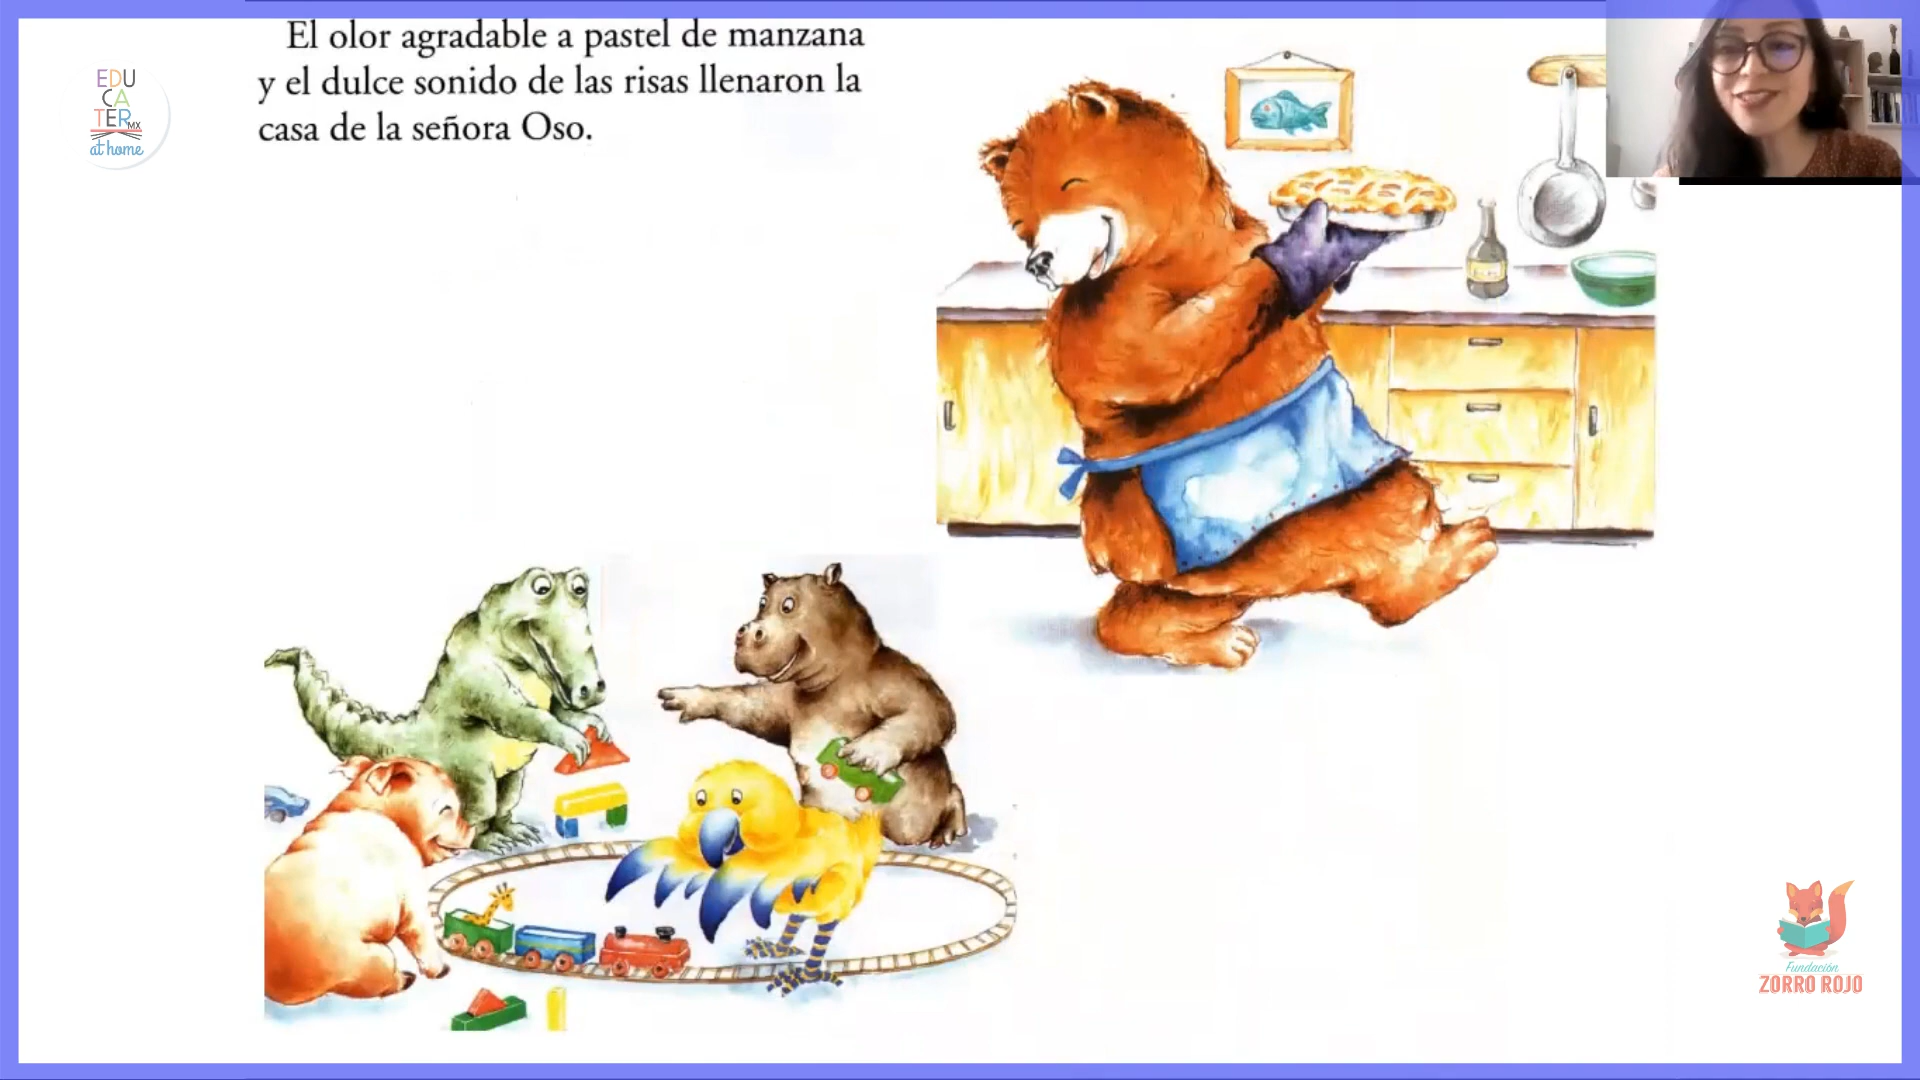 El olor agradable a pastel de manzana
y el dulce sonido de las risas llenaron la
casa de la señora Oso.
EDU
CA
TER MX
at home
Fundación
ZORRO ROJO